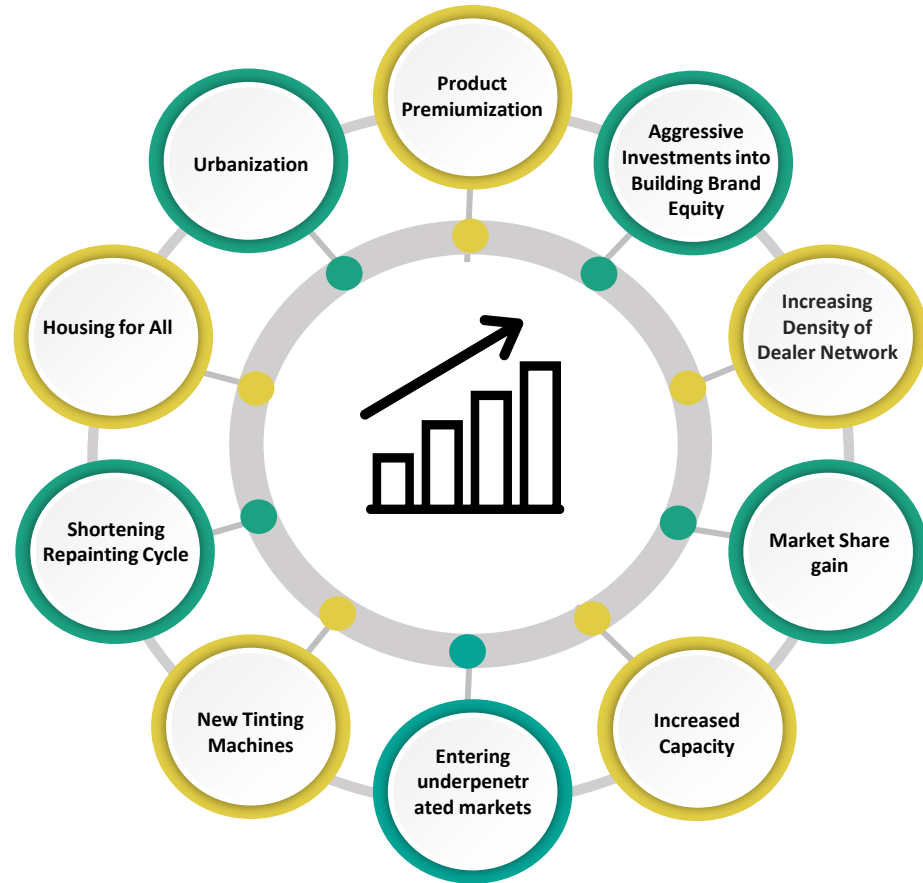 Product
Premiumization
Aggressive
Investments into
Building Brand
Equity
Increasing
Density of
Dealer Network
Market Share
gain
Increased
Capacity
Entering
underpenetr
ated markets
New Tinting
Machines
Shortening
Repainting Cycle
Housing for All
Urbanization